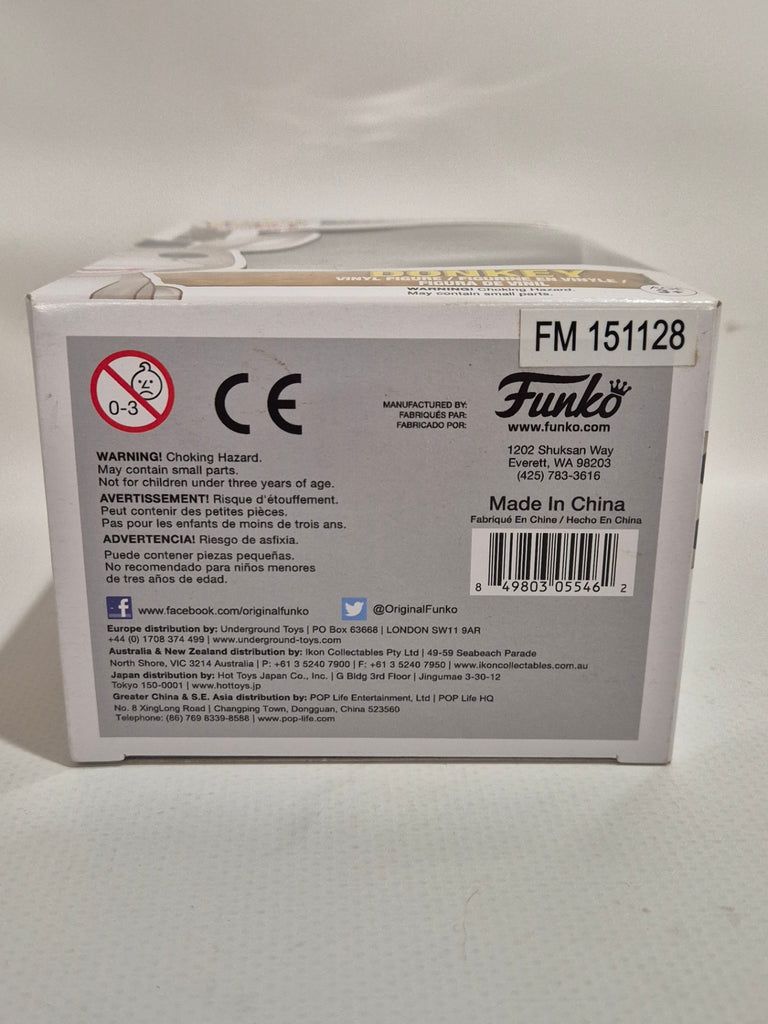 DONKEY
VINYL FIGURE / FIGURINE EN VINYLE /
FIGURA DE VINIL
WARNING! Choking Hazard.
May contain small parts.
FM 151128
0-3
CE
MANUFACTURED BY:
FABRIQUÉS PAR:
FABRICADO POR:
Funko
www.funko.com
1202 Shuksan Way
Everett, WA 98203
(425) 783-3616
Made In China
Fabriqué En Chine / Hecho En China
8 49803 05546 2
WARNING! Choking Hazard.
May contain small parts.
Not for children under three years of age.
AVERTISSEMENT! Risque d'étouffement.
Peut contenir des petites pièces.
Pas pour les enfants de moins de trois ans.
ADVERTENCIA! Riesgo de asfixia.
Puede contener piezas pequeñas.
No recomendado para niños menores
de tres años de edad.
www.facebook.com/originalfunko
@OriginalFunko
Europe distribution by: Underground Toys | PO Box 63668 | LONDON SW11 9AR
+44 (0) 1708 374 499 | www.underground-toys.com
Australia & New Zealand distribution by: Ikon Collectables Pty Ltd | 49-59 Seabeach Parade
North Shore, VIC 3214 Australia | P: +61 3 5240 7900 | F: +61 3 5240 7950 | www.ikoncollectables.com.au
Japan distribution by: Hot Toys Japan Co., Inc. | G Bldg 3rd Floor | Jingumae 3-30-12
Tokyo 150-0001 | www.hottoys.jp
Greater China & S.E. Asia distribution by: POP Life Entertainment, Ltd | POP Life HQ
No. 8 XingLong Road | Changping Town, Dongguan, China 523560
Telephone: (86) 769 8339-8588 | www.pop-life.com